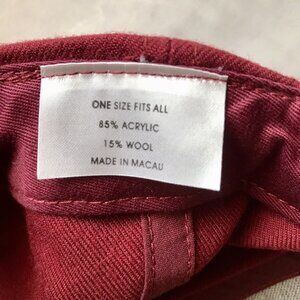 ONE SIZE FITS ALL
85% ACRYLIC
15% WOOL
MADE IN MACAU